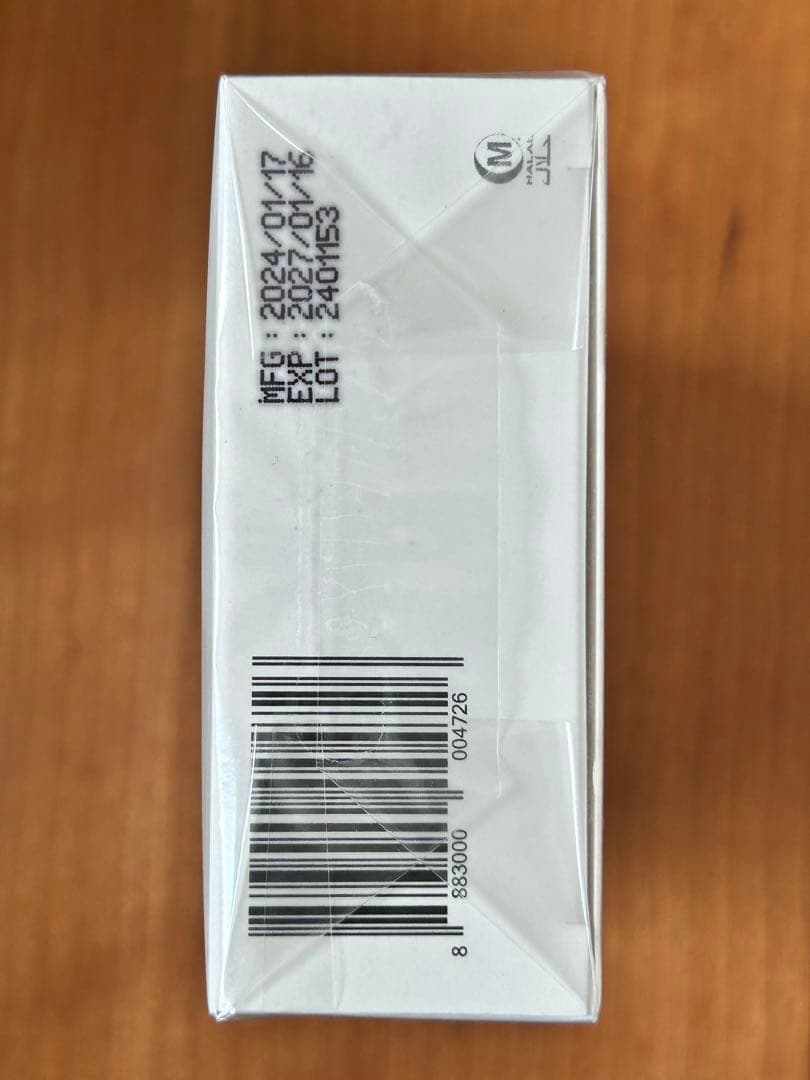 MFG : 2024/01/17
EXP : 2027/01/16
LOT : 2401153
M
HALAL
حلال
8 883000 004726